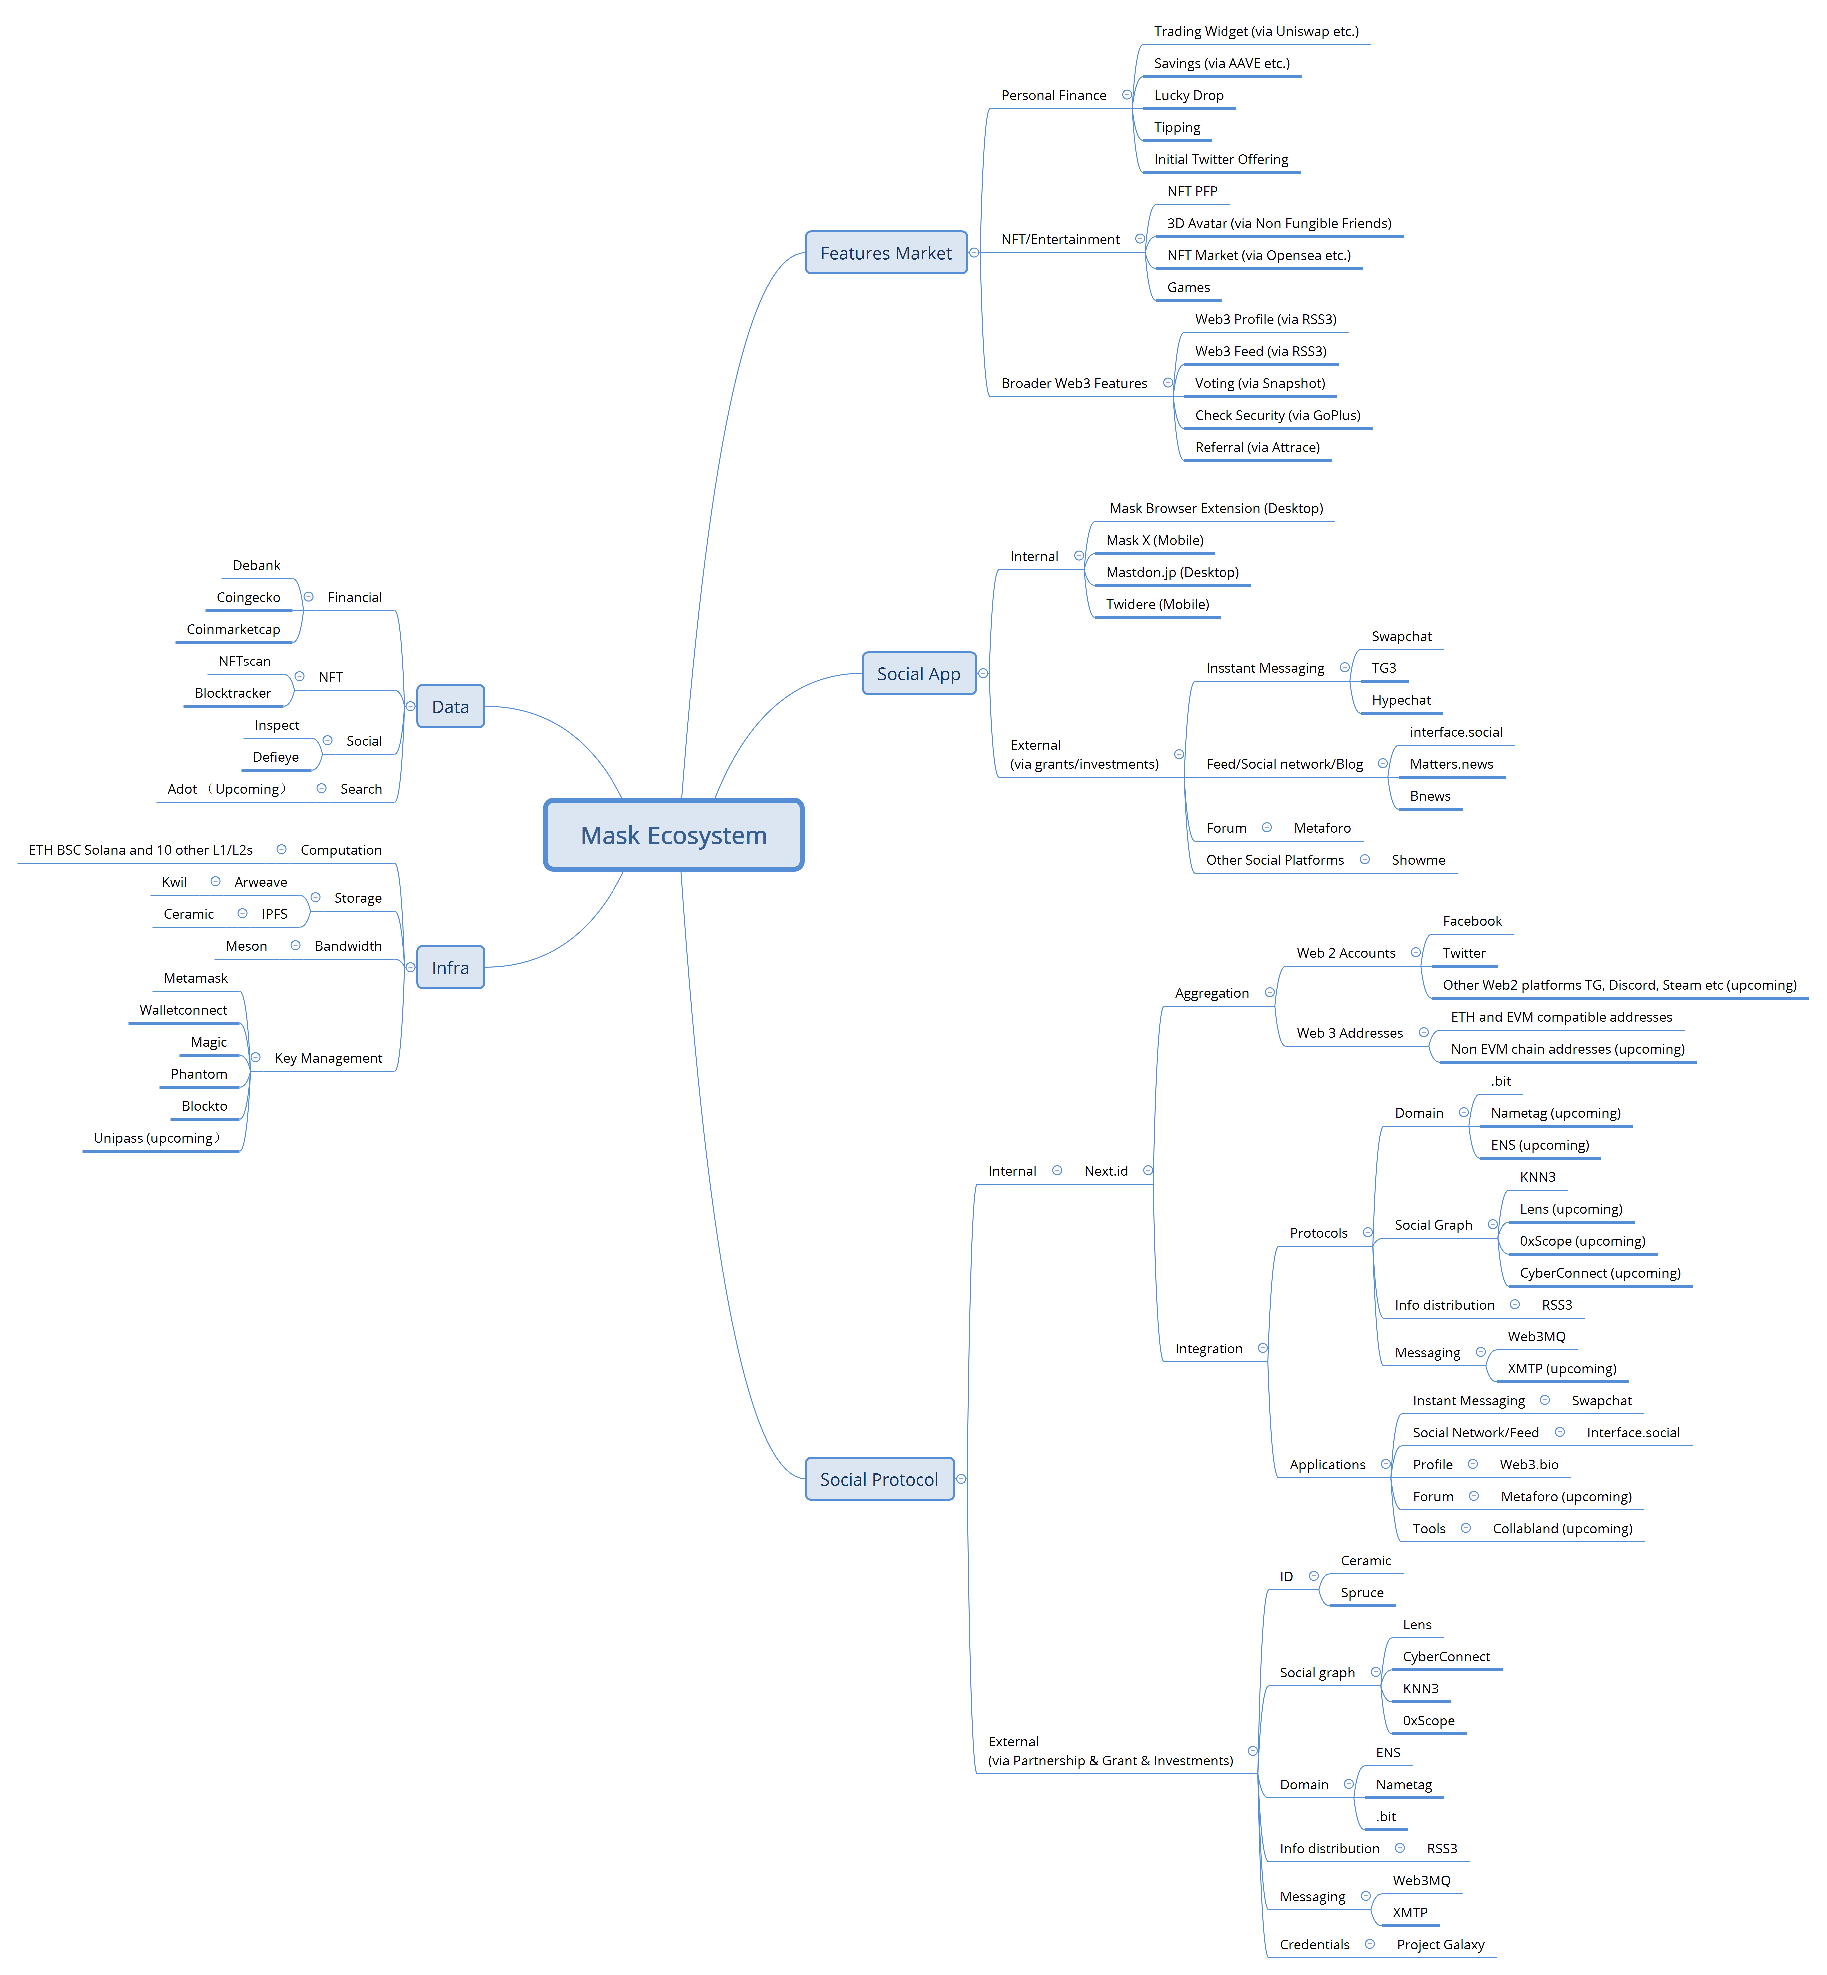 Mask Ecosystem
Features Market
Personal Finance
Trading Widget (via Uniswap etc.)
Savings (via AAVE etc.)
Lucky Drop
Tipping
Initial Twitter Offering
NFT/Entertainment
NFT PFP
3D Avatar (via Non Fungible Friends)
NFT Market (via Opensea etc.)
Games
Broader Web3 Features
Web3 Profile (via RSS3)
Web3 Feed (via RSS3)
Voting (via Snapshot)
Check Security (via GoPlus)
Referral (via Attrace)
Social App
Internal
Mask Browser Extension (Desktop)
Mask X (Mobile)
Mastdon.jp (Desktop)
Twidere (Mobile)
External
(via grants/investments)
Insstant Messaging
Swapchat
TG3
Hypechat
Feed/Social network/Blog
interface.social
Matters.news
Bnews
Forum
Metaforo
Other Social Platforms
Showme
Social Protocol
Internal
Next.id
Aggregation
Web 2 Accounts
Facebook
Twitter
Other Web2 platforms TG, Discord, Steam etc (upcoming)
Web 3 Addresses
ETH and EVM compatible addresses
Non EVM chain addresses (upcoming)
Integration
Protocols
Domain
.bit
Nametag (upcoming)
ENS (upcoming)
Social Graph
KNN3
Lens (upcoming)
0xScope (upcoming)
CyberConnect (upcoming)
Info distribution
RSS3
Messaging
Web3MQ
XMTP (upcoming)
Applications
Instant Messaging
Swapchat
Social Network/Feed
Interface.social
Profile
Web3.bio
Forum
Metaforo (upcoming)
Tools
Collabland (upcoming)
External
(via Partnership & Grant & Investments)
ID
Ceramic
Spruce
Social graph
Lens
CyberConnect
KNN3
0xScope
Domain
ENS
Nametag
.bit
Info distribution
RSS3
Messaging
Web3MQ
XMTP
Credentials
Project Galaxy
Data
Financial
Debank
Coingecko
Coinmarketcap
NFT
NFTscan
Blocktracker
Social
Inspect
Defieye
Search
Adot （Upcoming）
Infra
Computation
ETH BSC Solana and 10 other L1/L2s
Storage
Arweave
Kwil
IPFS
Ceramic
Bandwidth
Meson
Key Management
Metamask
Walletconnect
Magic
Phantom
Blockto
Unipass (upcoming）